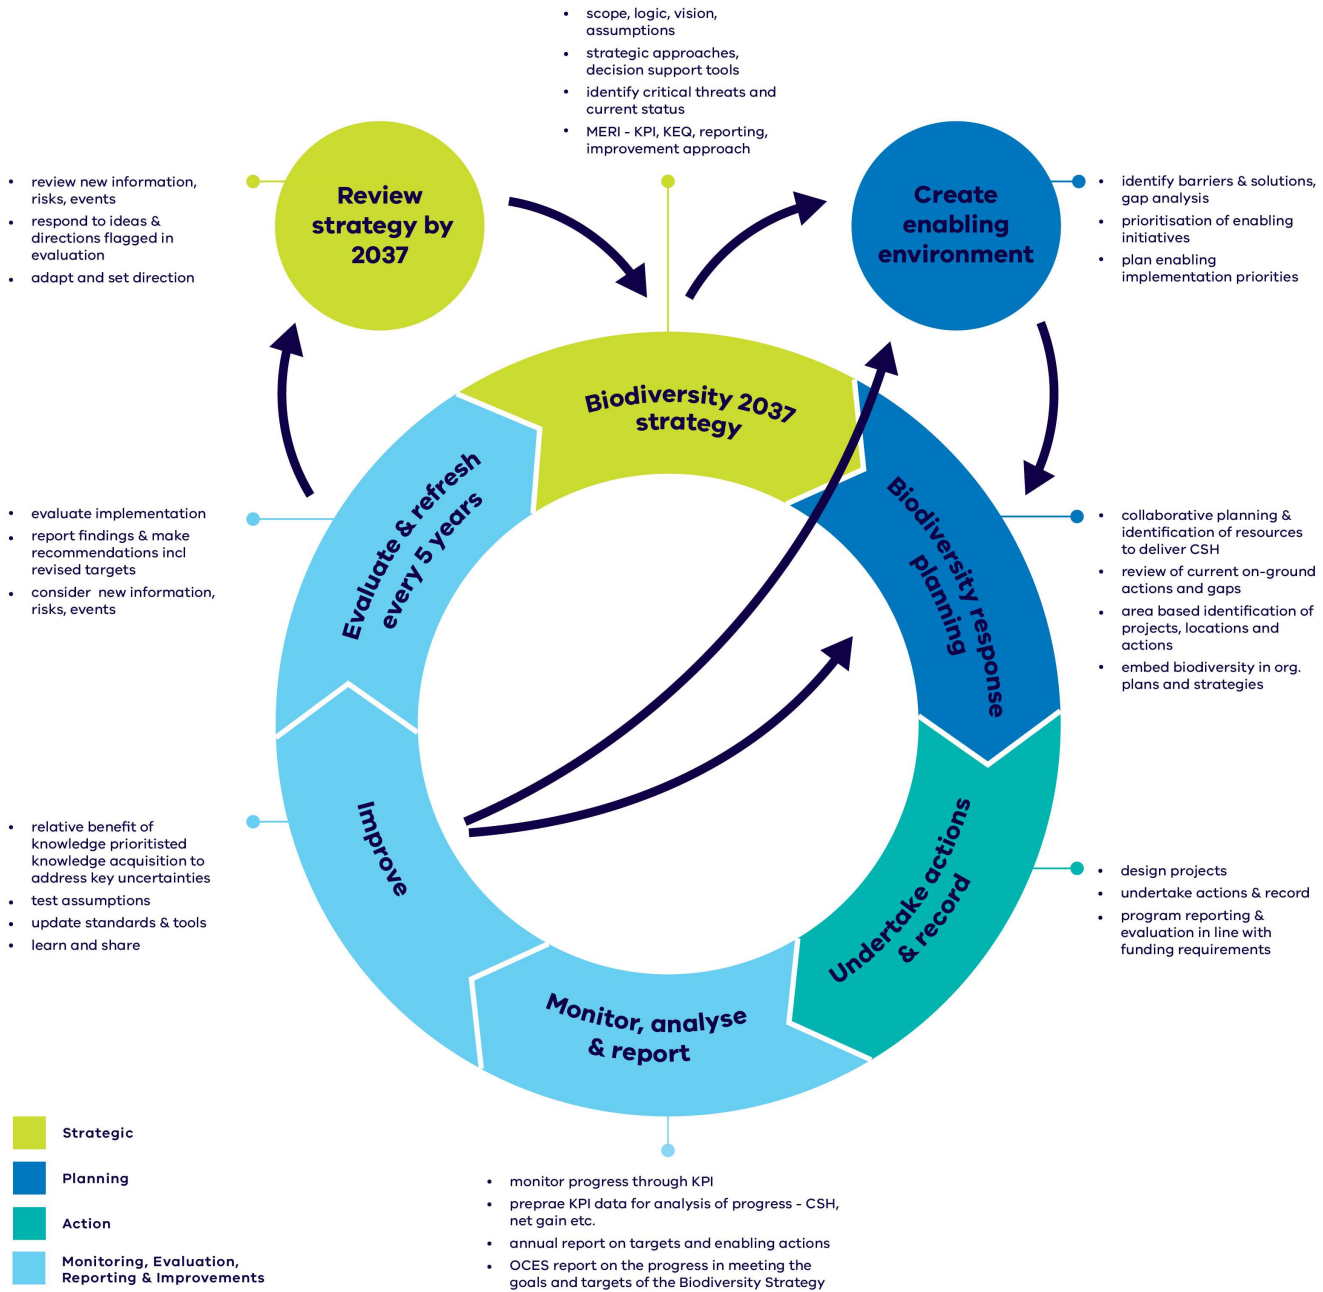 • scope, logic, vision,
assumptions
• strategic approaches,
decision support tools
• identify critical threats and
current status
• MERI - KPI, KEQ, reporting,
improvement approach
• review new information,
risks, events
• respond to ideas &
directions flagged in
evaluation
• adapt and set direction
Review
strategy by
2037
Create
enabling
environment
• identify barriers & solutions,
gap analysis
• prioritisation of enabling
initiatives
• plan enabling
implementation priorities
Biodiversity 2037
strategy
Biodiversity response
planning
• collaborative planning &
identification of resources
to deliver CSH
• review of current on-ground
actions and gaps
• area based identification of
projects, locations and
actions
• embed biodiversity in org.
plans and strategies
Evaluate & refresh
every 5 years
• evaluate implementation
• report findings & make
recommendations incl
revised targets
• consider new information,
risks, events
Improve
• relative benefit of
knowledge prioritisted
knowledge acquisition to
address key uncertainties
• test assumptions
• update standards & tools
• learn and share
Undertake actions
& record
• design projects
• undertake actions & record
• program reporting &
evaluation in line with
funding requirements
Monitor, analyse
& report
• monitor progress through KPI
• preprae KPI data for analysis of progress - CSH,
net gain etc.
• annual report on targets and enabling actions
• OCES report on the progress in meeting the
goals and targets of the Biodiversity Strategy
Strategic
Planning
Action
Monitoring, Evaluation,
Reporting & Improvements